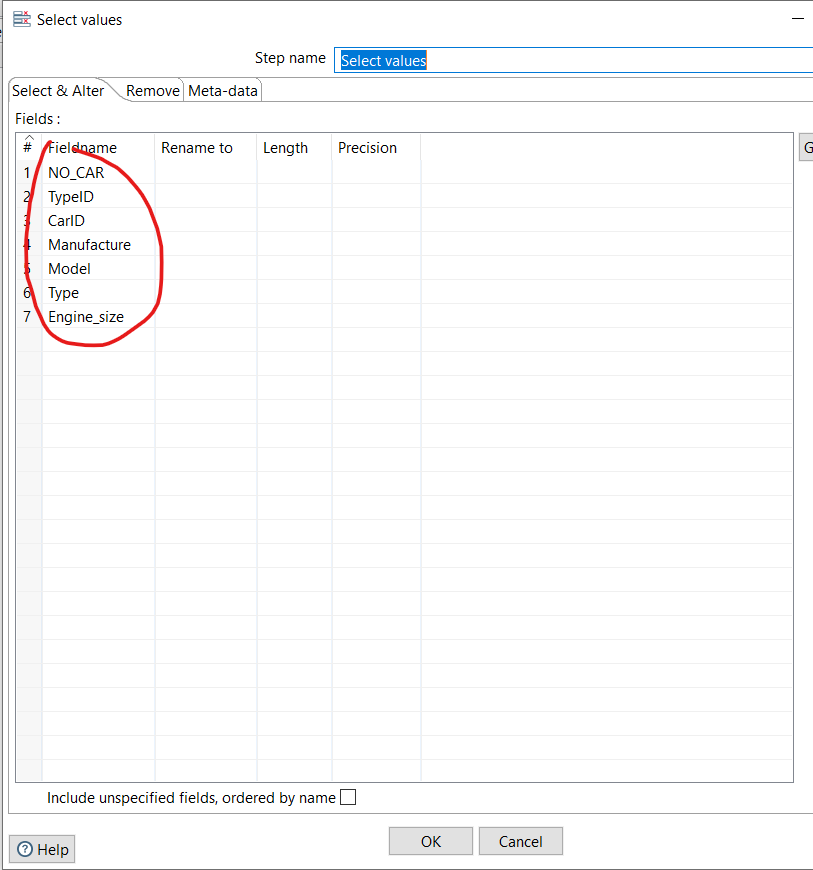 Select values
Step name Select values
Select & Alter Remove Meta-data
Fields :
# Fieldname Rename to Length Precision
G
1 NO_CAR
2 TypeID
3 CarID
4 Manufacture
5 Model
6 Type
7 Engine_size
Include unspecified fields, ordered by name
Help OK Cancel